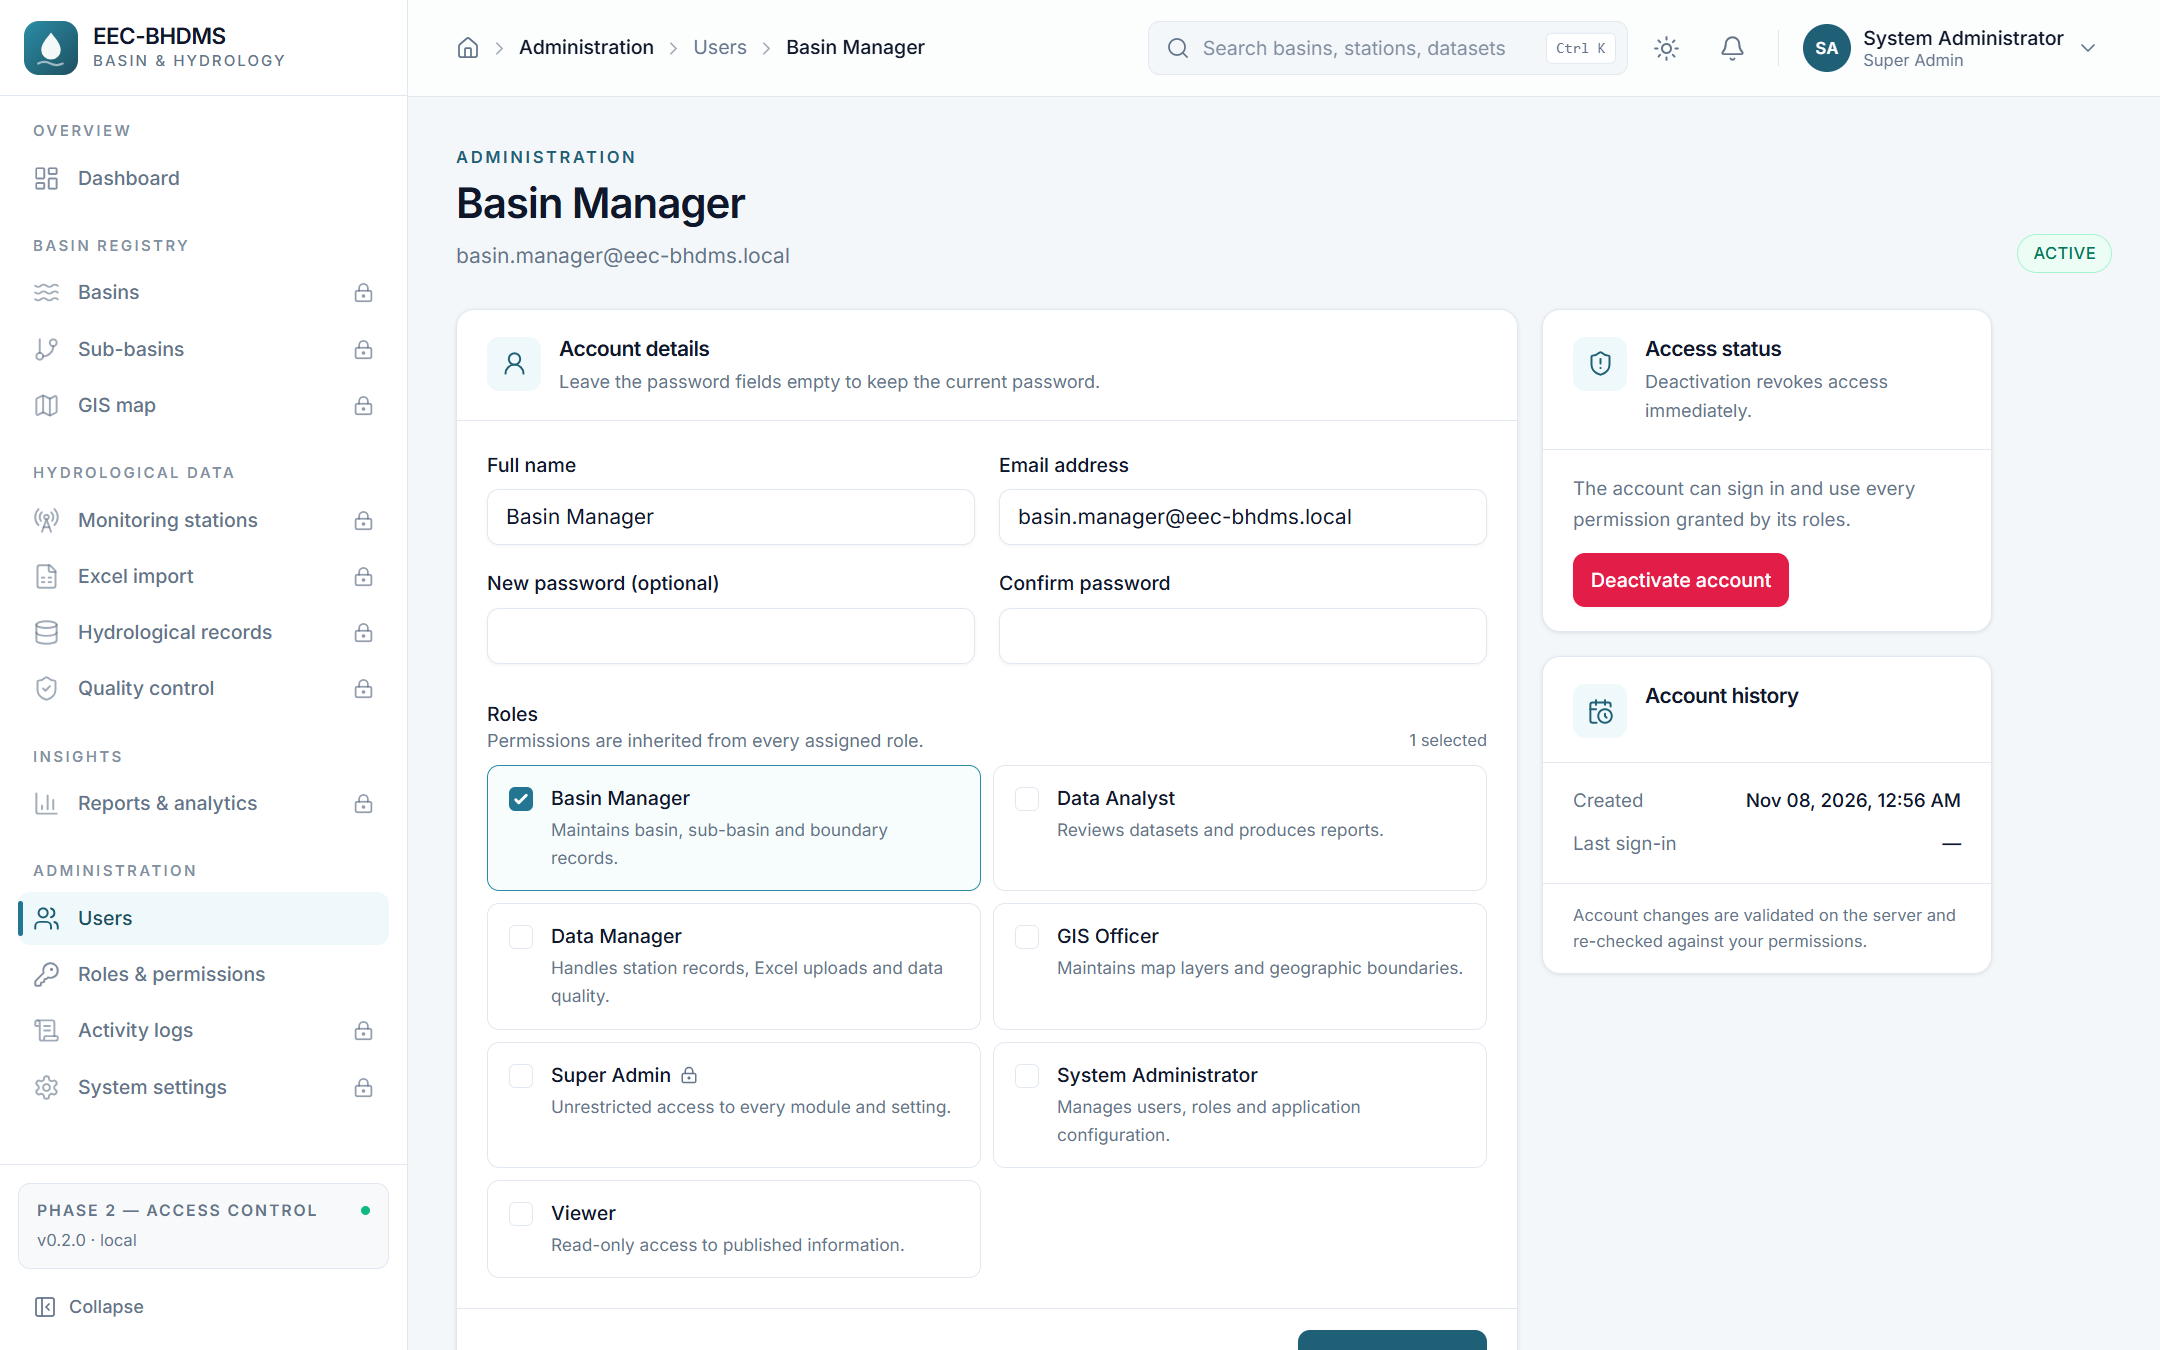 EEC-BHDMS
BASIN & HYDROLOGY
OVERVIEW
Dashboard
BASIN REGISTRY
Basins
Sub-basins
GIS map
HYDROLOGICAL DATA
Monitoring stations
Excel import
Hydrological records
Quality control
INSIGHTS
Reports & analytics
ADMINISTRATION
Users
Roles & permissions
Activity logs
System settings
PHASE 2 — ACCESS CONTROL
v0.2.0 · local
Collapse
Administration
Users
Basin Manager
Search basins, stations, datasets
Ctrl K
SA
System Administrator
Super Admin
ADMINISTRATION
Basin Manager
basin.manager@eec-bhdms.local
ACTIVE
Account details
Leave the password fields empty to keep the current password.
Full name
Basin Manager
Email address
basin.manager@eec-bhdms.local
New password (optional)
Confirm password
Roles
Permissions are inherited from every assigned role.
1 selected
Basin Manager
Maintains basin, sub-basin and boundary
records.
Data Analyst
Reviews datasets and produces reports.
Data Manager
Handles station records, Excel uploads and data
quality.
GIS Officer
Maintains map layers and geographic boundaries.
Super Admin
Unrestricted access to every module and setting.
System Administrator
Manages users, roles and application
configuration.
Viewer
Read-only access to published information.
Access status
Deactivation revokes access
immediately.
The account can sign in and use every
permission granted by its roles.
Deactivate account
Account history
Created
Nov 08, 2026, 12:56 AM
Last sign-in
—
Account changes are validated on the server and
re-checked against your permissions.